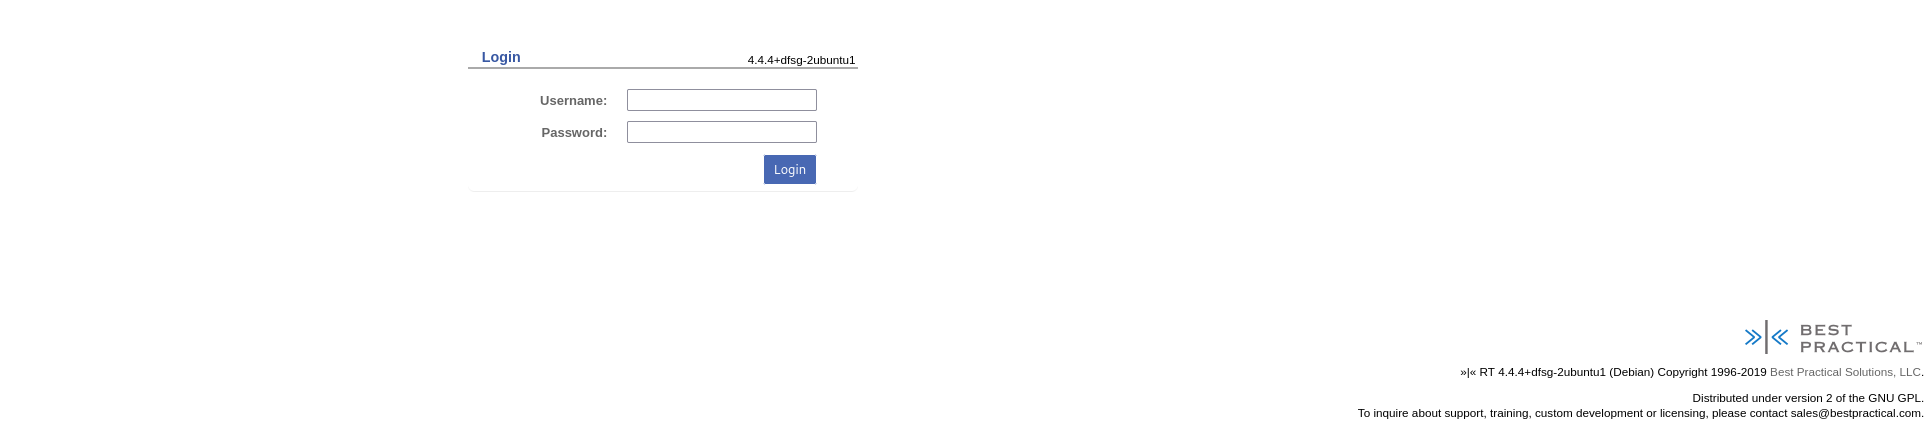 Login 4.4.4+dfsg-2ubuntu1
Username:
Password:
Login
BEST
PRACTICAL™
»|« RT 4.4.4+dfsg-2ubuntu1 (Debian) Copyright 1996-2019 Best Practical Solutions, LLC.
Distributed under version 2 of the GNU GPL.
To inquire about support, training, custom development or licensing, please contact sales@bestpractical.com.